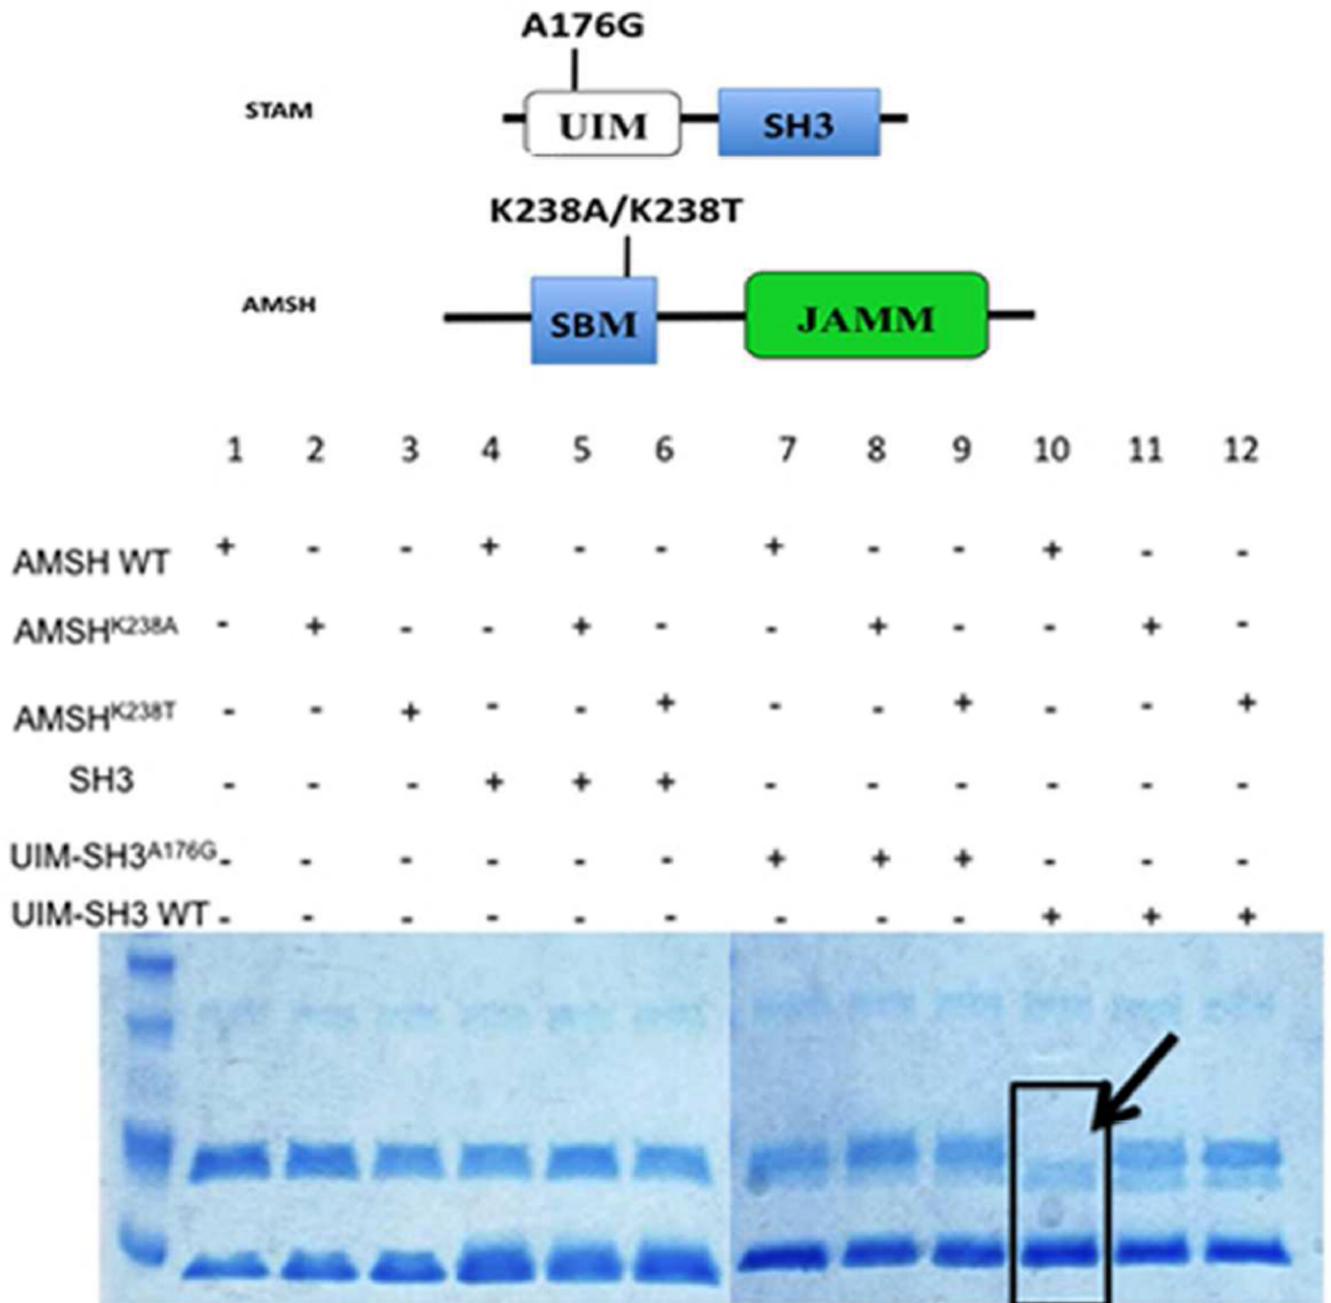 A176G
STAM UIM SH3
K238A/K238T
AMSH SBM JAMM
1 2 3 4 5 6 7 8 9 10 11 12
AMSH WT + - - + - - + - - + - -
AMSHK238A - + - - + - - + - - + -
AMSHK238T - - + - - + - - + - - +
SH3 - - - + + + - - - - - -
UIM-SH3A176G - - - - - - + + + - - -
UIM-SH3 WT - - - - - - - - - + + +